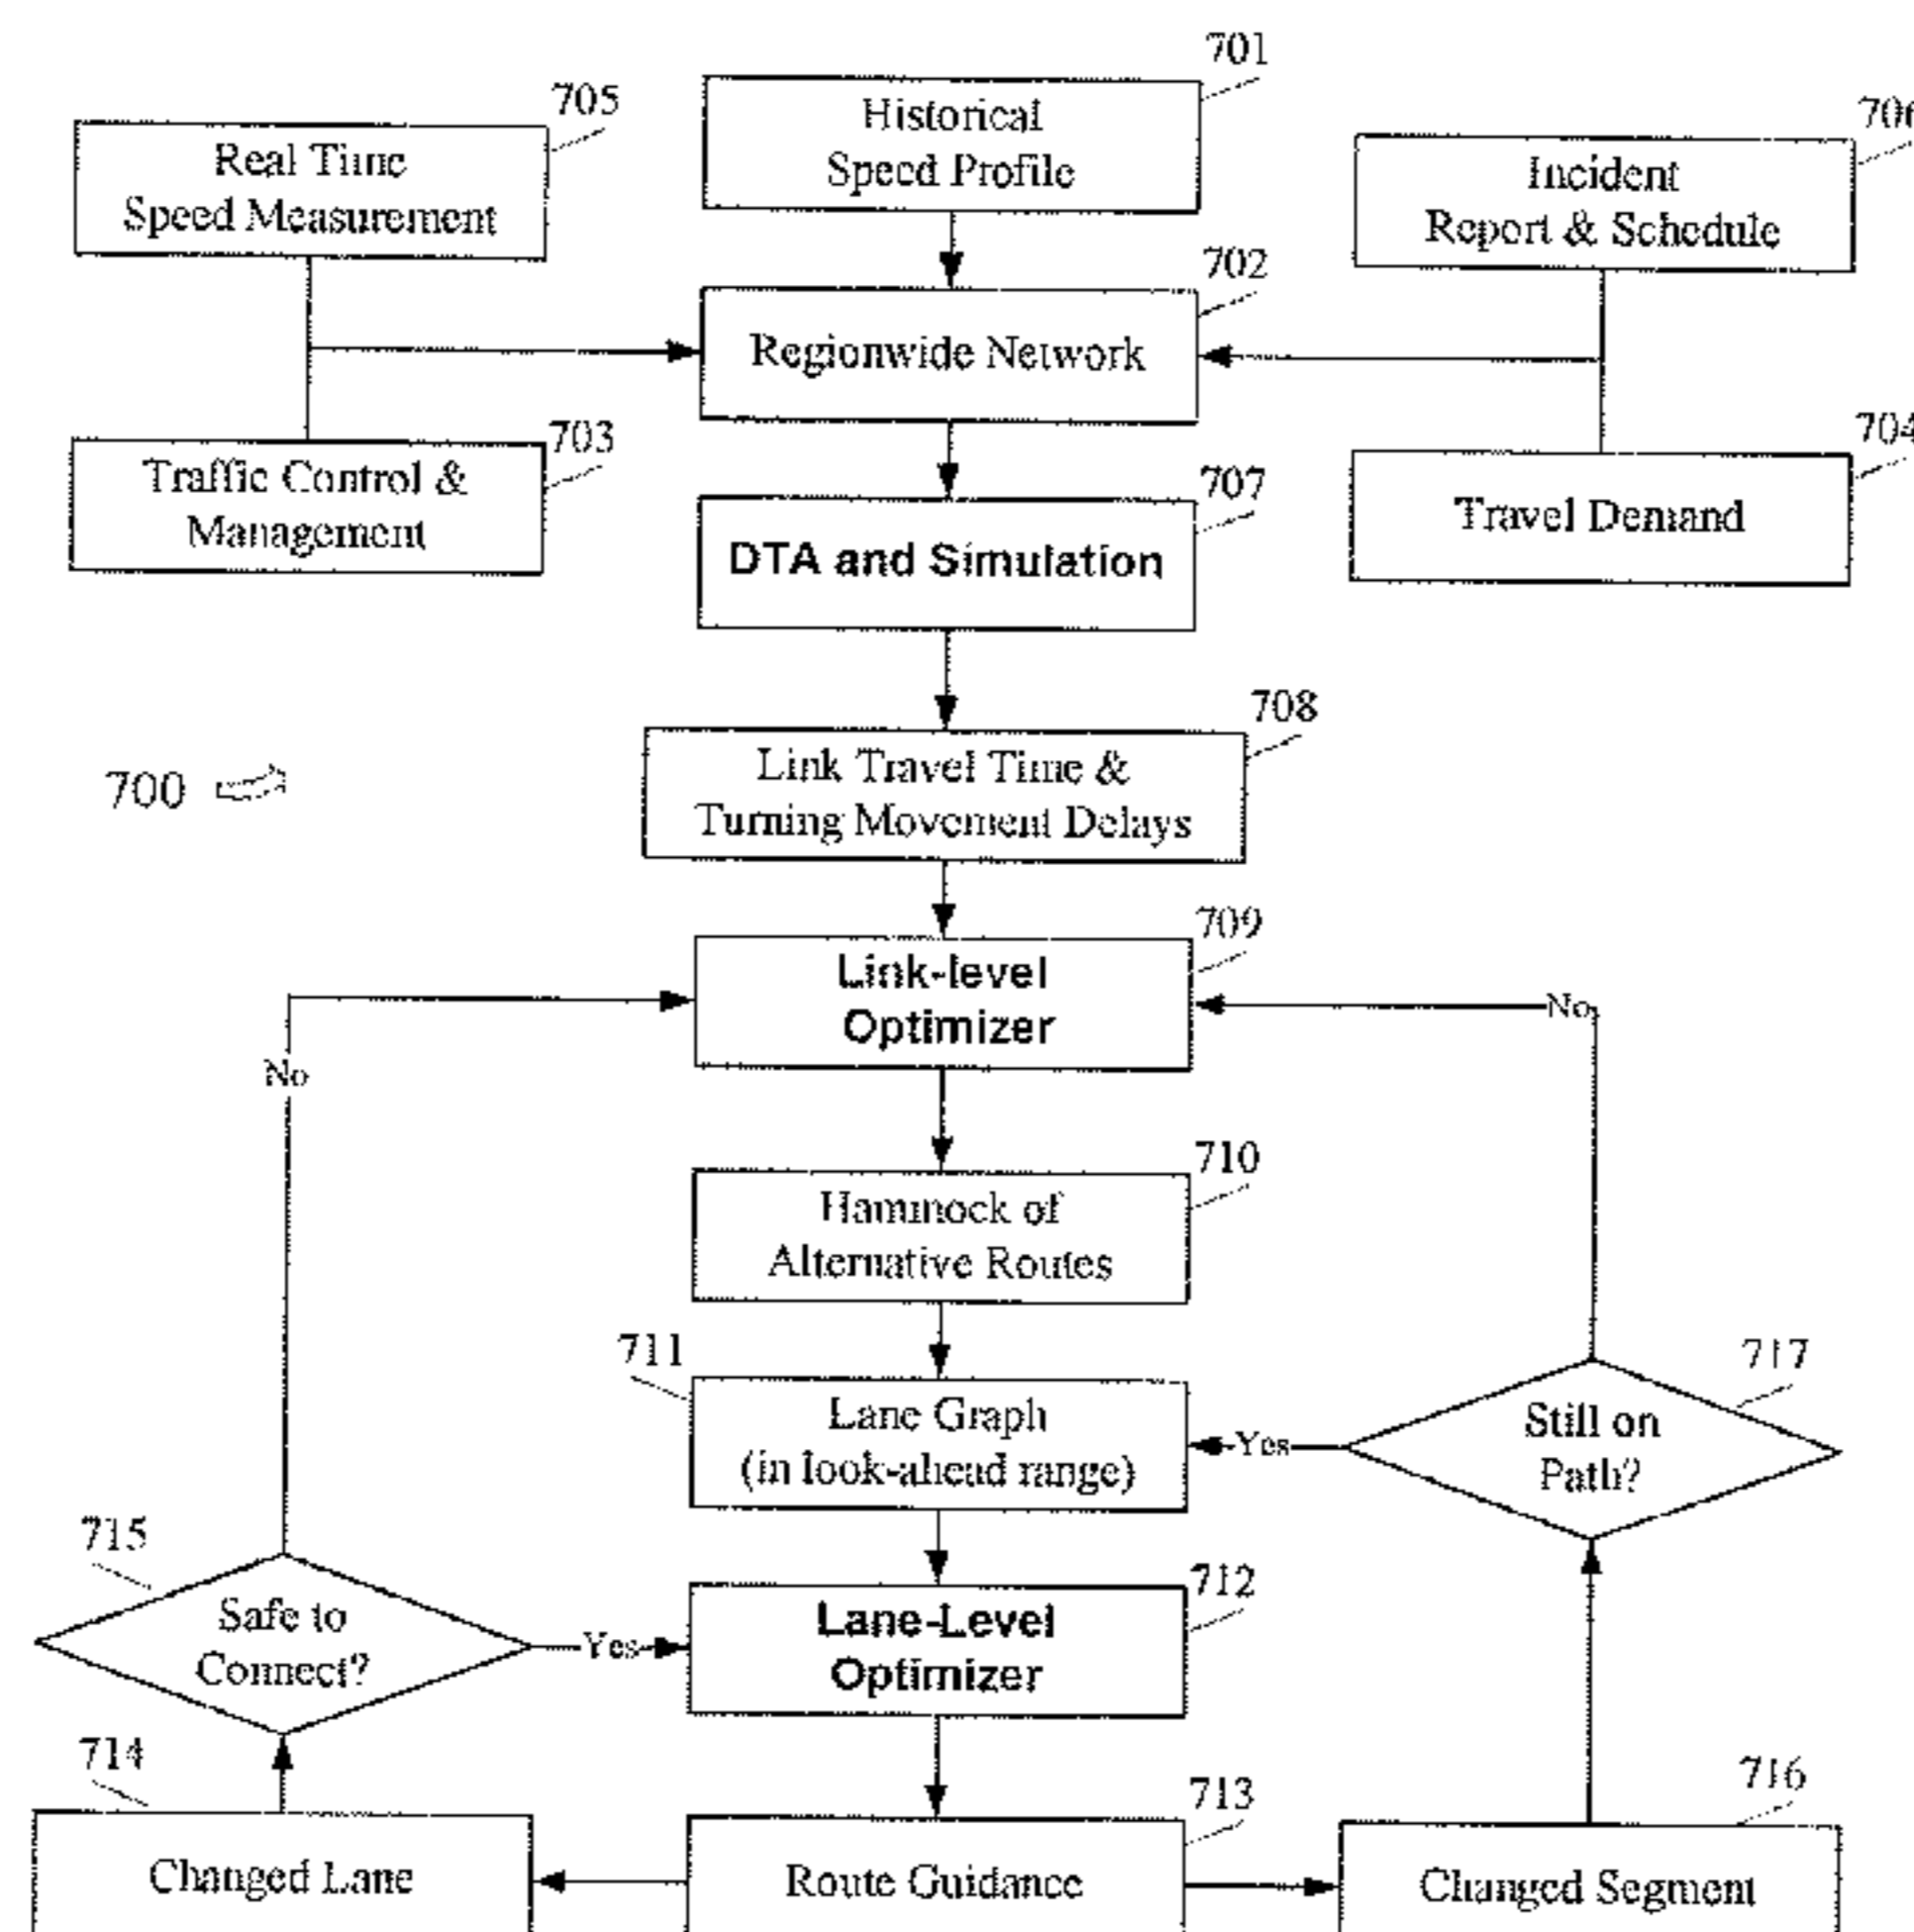 701
705
Historical
Speed Profile
706
Real Time
Speed Measurement
Incident
Report & Schedule
702
Regionwide Network
703
Traffic Control &
Management
704
Travel Demand
707
DTA and Simulation
708
Link Travel Time &
Turning Movement Delays
700
709
Link-level
Optimizer
No
No
710
Hammock of
Alternative Routes
711
Lane Graph
(in look-ahead range)
717
Still on
Path?
Yes
715
Safe to
Connect?
Yes
712
Lane-Level
Optimizer
714
Changed Lane
713
Route Guidance
716
Changed Segment